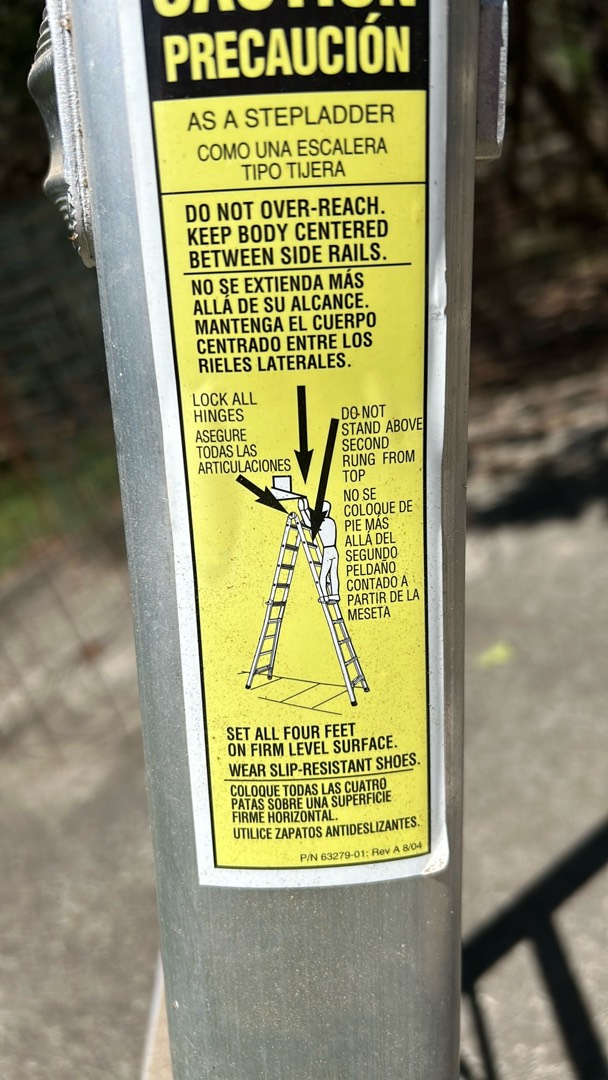 CAUTION
PRECAUCIÓN
AS A STEPLADDER
COMO UNA ESCALERA
TIPO TIJERA
DO NOT OVER-REACH.
KEEP BODY CENTERED
BETWEEN SIDE RAILS.
NO SE EXTIENDA MÁS
ALLÁ DE SU ALCANCE.
MANTENGA EL CUERPO
CENTRADO ENTRE LOS
RIELES LATERALES.
LOCK ALL
HINGES
ASEGURE
TODAS LAS
ARTICULACIONES
DO NOT
STAND ABOVE
SECOND
RUNG FROM
TOP
NO SE
COLOQUE DE
PIE MÁS
ALLÁ DEL
SEGUNDO
PELDAÑO
CONTADO A
PARTIR DE LA
MESETA
SET ALL FOUR FEET
ON FIRM LEVEL SURFACE.
WEAR SLIP-RESISTANT SHOES.
COLOQUE TODAS LAS CUATRO
PATAS SOBRE UNA SUPERFICIE
FIRME HORIZONTAL.
UTILICE ZAPATOS ANTIDESLIZANTES.
P/N 63279-01; Rev A 8/04